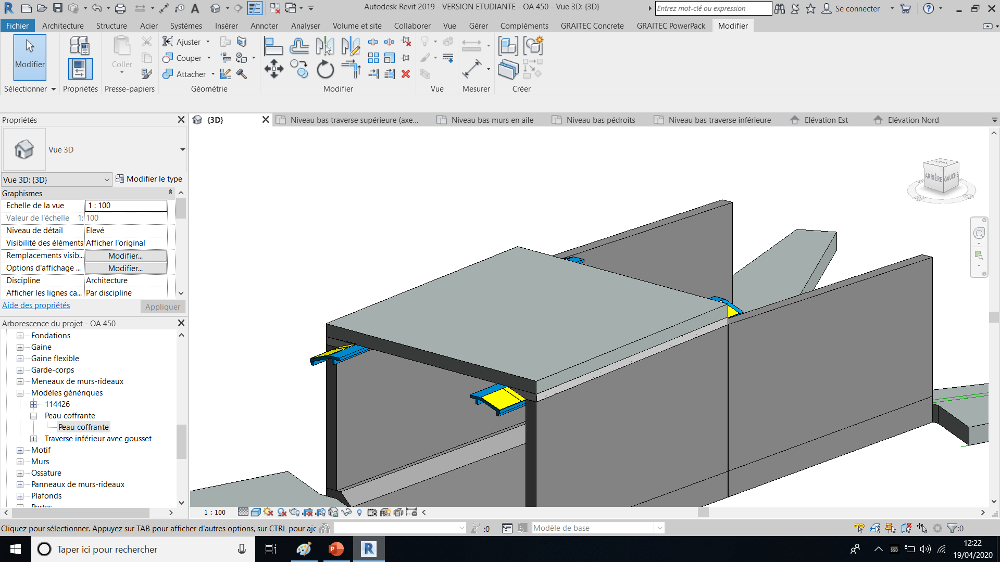 Autodesk Revit 2019 - VERSION ETUDIANTE - OA 450 - Vue 3D: {3D}
Entrez mot-clé ou expression
Se connecter
Fichier Architecture Structure Acier Systèmes Insérer Annoter Analyser Volume et site Collaborer Vue Gérer Compléments GRAITEC Concrete GRAITEC PowerPack Modifier
Modifier
Coller
Ajuster
Couper
Attacher
Sélectionner Propriétés Presse-papiers Géométrie Modifier Vue Mesurer Créer
Propriétés
{3D} Niveau bas traverse supérieure (axe... Niveau bas murs en aile Niveau bas pédroits Niveau bas traverse inférieure Elévation Est Elévation Nord
Vue 3D
Vue 3D: {3D} Modifier le type
Graphismes
Echelle de la vue 1 : 100
Valeur de l'échelle 1: 100
Niveau de détail Elevé
Visibilité des éléments Afficher l'original
Remplacements visib... Modifier...
Options d'affichage ... Modifier...
Discipline Architecture
Afficher les lignes ca... Par discipline
Aide des propriétés Appliquer
Arborescence du projet - OA 450
Fondations
Gaine
Gaine flexible
Garde-corps
Meneaux de murs-rideaux
Modèles génériques
114426
Peau coffrante
Peau coffrante
Traverse inférieur avec gousset
Motif
Murs
Ossature
Panneaux de murs-rideaux
Plafonds
Portes
ARRIÈRE GAUCHE
1 : 100
Cliquez pour sélectionner. Appuyez sur TAB pour afficher d'autres options, sur CTRL pour ajc
:0
Modèle de base
:0
Taper ici pour rechercher
SSD
12:22
19/04/2020